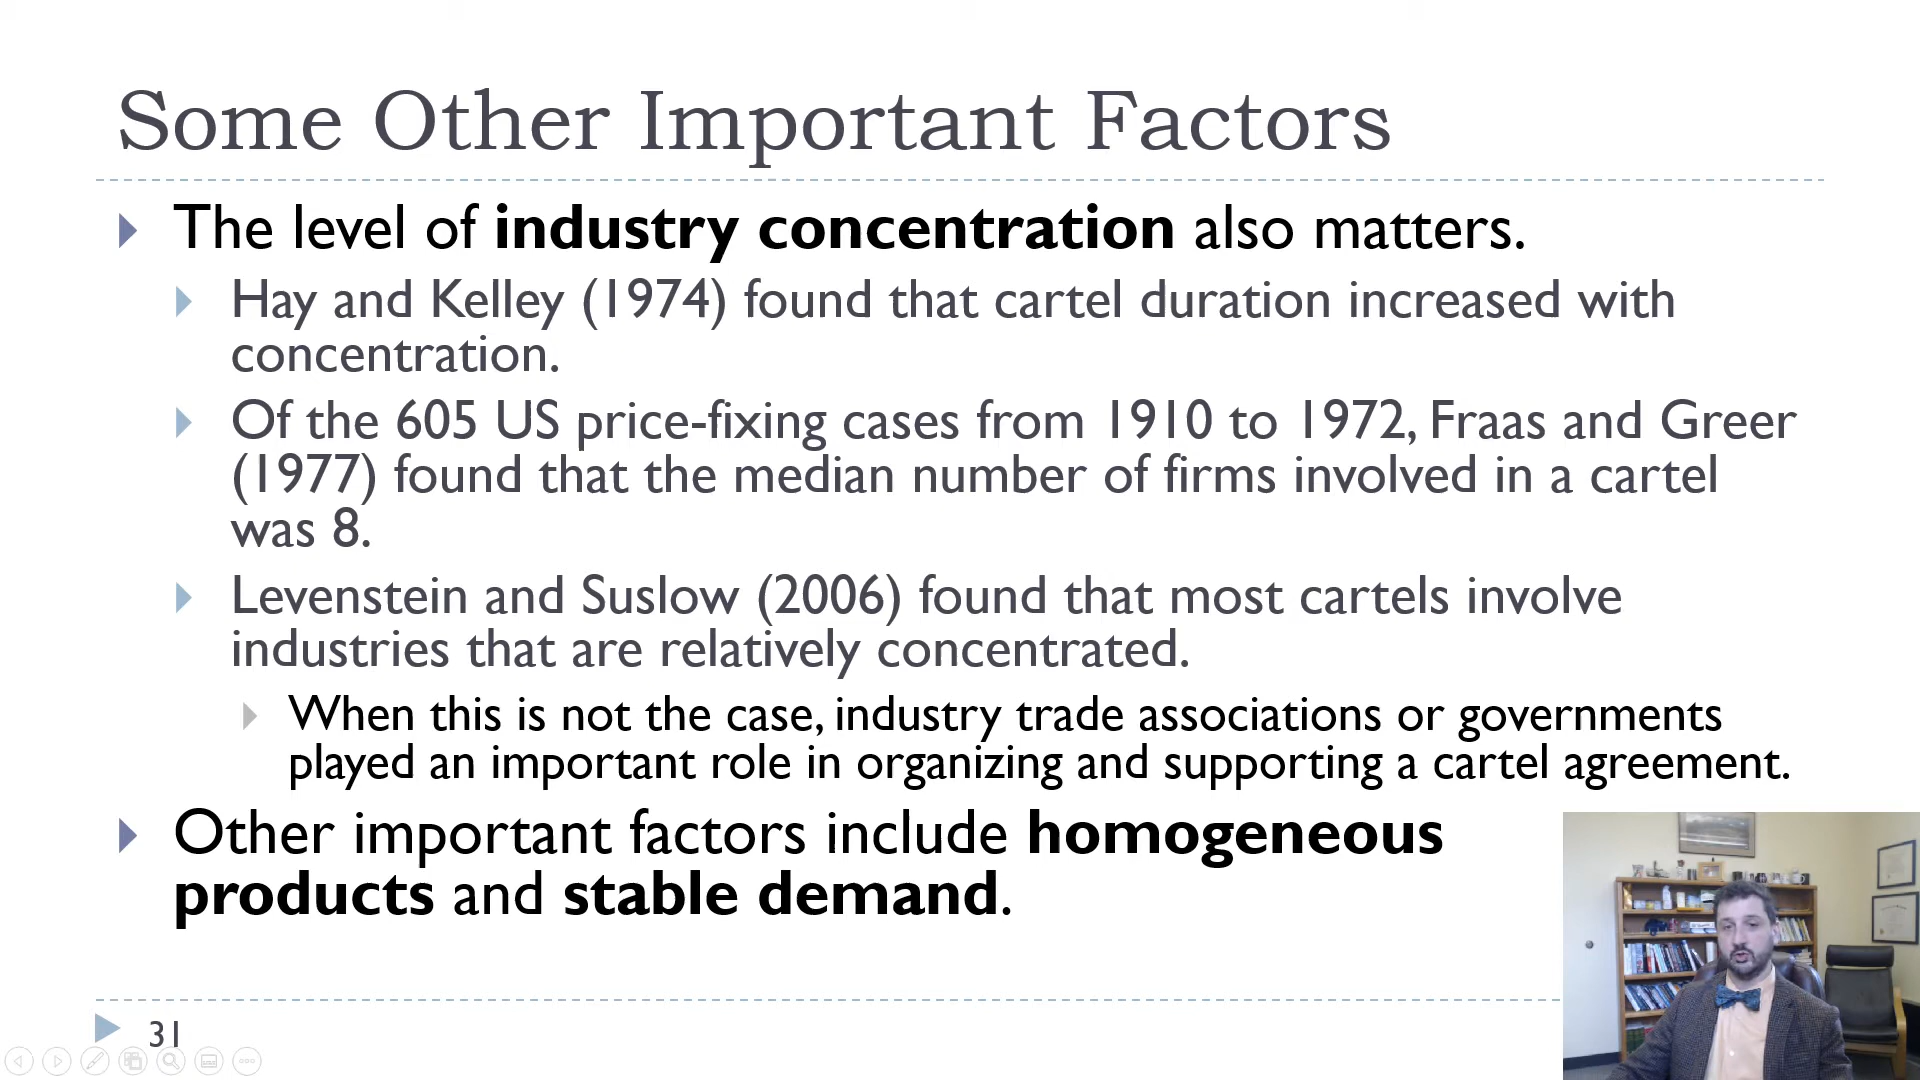 Some Other Important Factors
The level of industry concentration also matters.
Hay and Kelley (1974) found that cartel duration increased with
concentration.
Of the 605 US price-fixing cases from 1910 to 1972, Fraas and Greer
(1977) found that the median number of firms involved in a cartel
was 8.
Levenstein and Suslow (2006) found that most cartels involve
industries that are relatively concentrated.
When this is not the case, industry trade associations or governments
played an important role in organizing and supporting a cartel agreement.
Other important factors include homogeneous
products and stable demand.
31